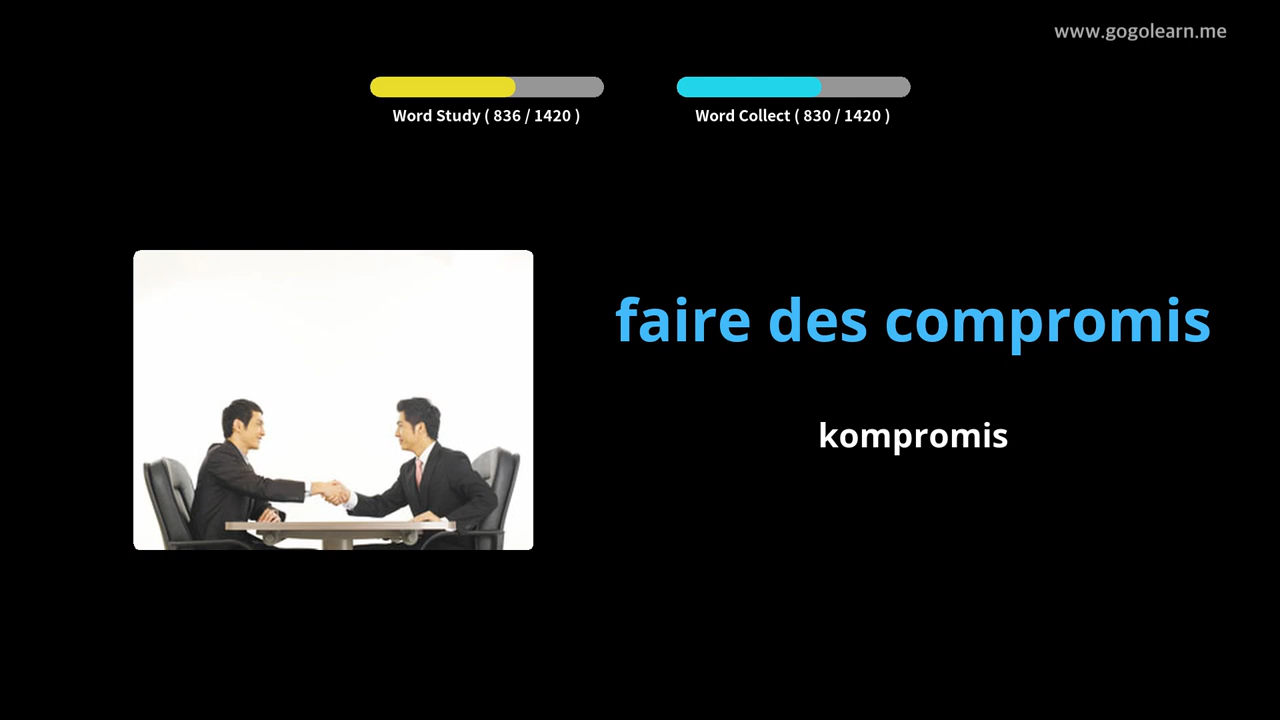 www.gogolearn.me
Word Study ( 836 / 1420 )
Word Collect ( 830 / 1420 )
faire des compromis
kompromis